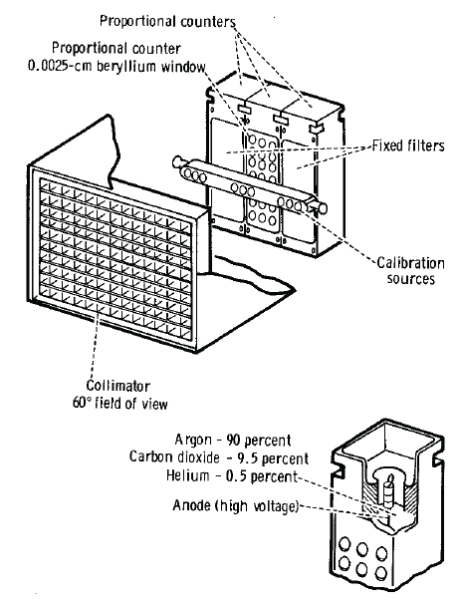 Proportional counters
Proportional counter
0.0025-cm beryllium window
Fixed filters
Calibration
sources
Collimator
60° field of view
Argon - 90 percent
Carbon dioxide - 9.5 percent
Helium - 0.5 percent
Anode (high voltage)